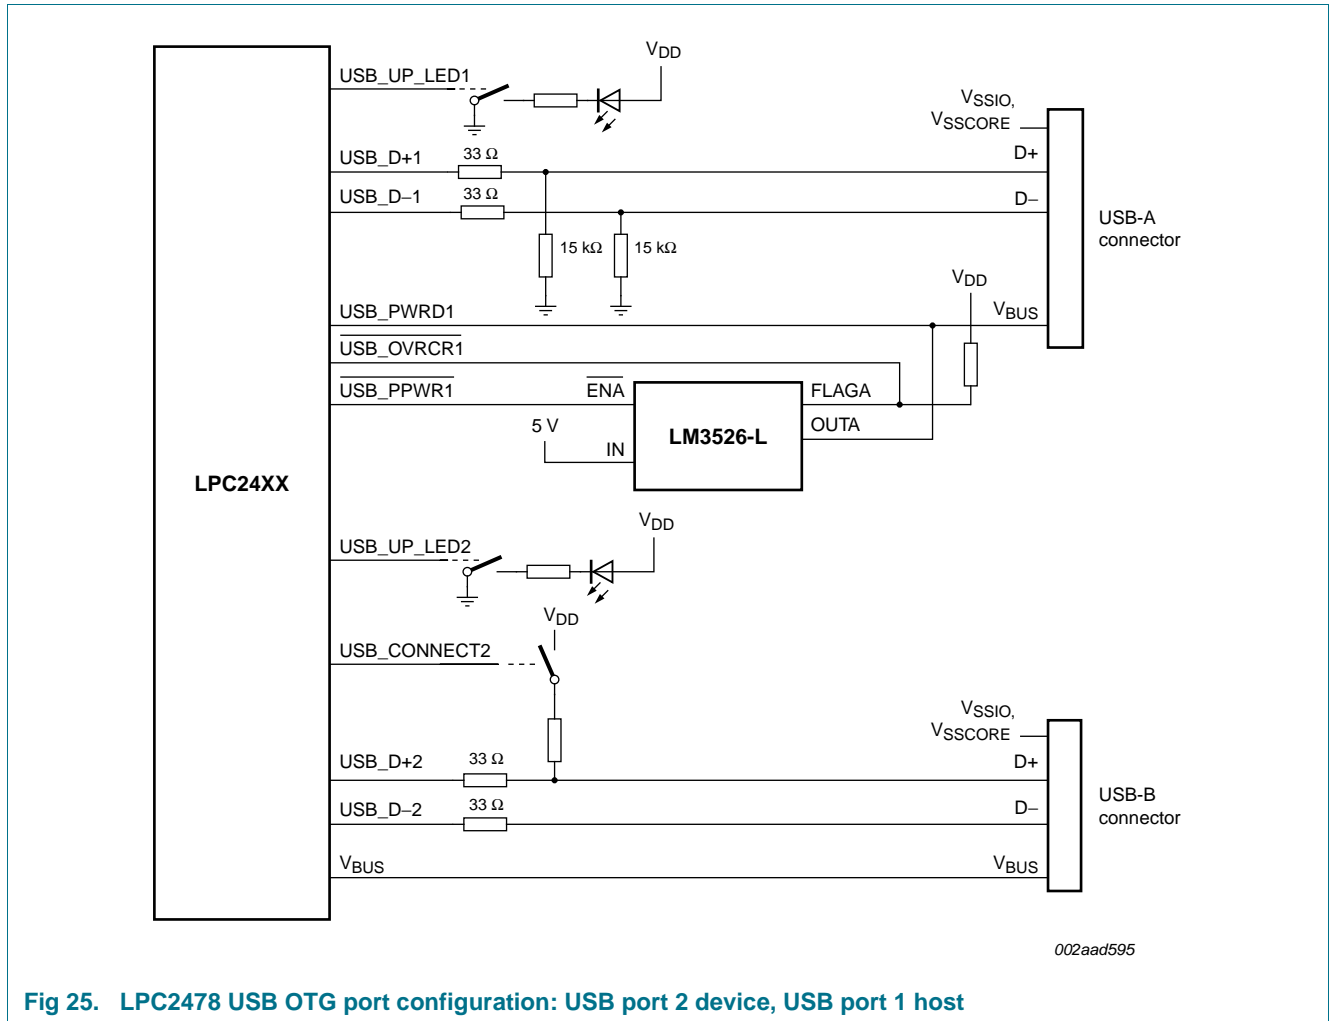 USB_UP_LED1
VDD
USB_D+1
33 Ω
USB_D−1
33 Ω
15 kΩ
15 kΩ
VSSIO,
VSSCORE
D+
D−
USB-A
connector
VDD
VBUS
USB_PWRD1
USB_OVRCR1
USB_PPWR1
ENA
FLAGA
5 V
IN
LM3526-L
OUTA
LPC24XX
USB_UP_LED2
VDD
VDD
USB_CONNECT2
USB_D+2
33 Ω
USB_D−2
33 Ω
VBUS
VSSIO,
VSSCORE
D+
D−
USB-B
connector
VBUS
002aad595
Fig 25. LPC2478 USB OTG port configuration: USB port 2 device, USB port 1 host